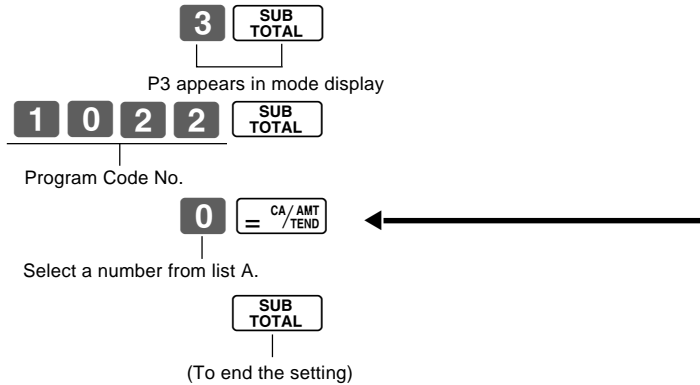 3 SUB TOTAL
P3 appears in mode display
1 0 2 2 SUB TOTAL
Program Code No.
0 = CA/AMT/TEND
Select a number from list A.
SUB TOTAL
(To end the setting)